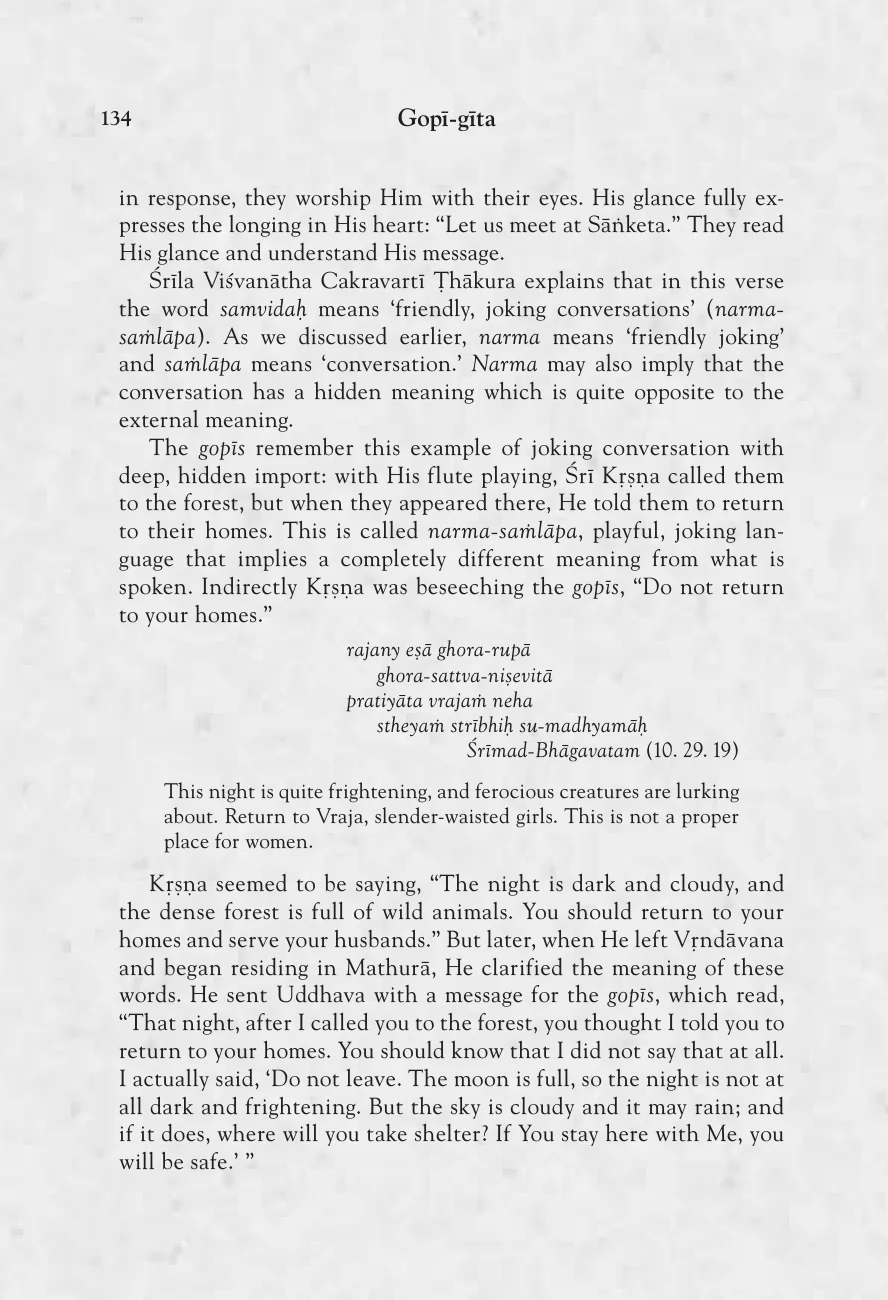 134
Gopī-gīta
in response, they worship Him with their eyes. His glance fully ex-
presses the longing in His heart: “Let us meet at Sāṅketa.” They read
His glance and understand His message.
Śrīla Viśvanātha Cakravartī Ṭhākura explains that in this verse
the word samvidaḥ means ‘friendly, joking conversations’ (narma-
saṁlāpa). As we discussed earlier, narma means ‘friendly joking’
and saṁlāpa means ‘conversation.’ Narma may also imply that the
conversation has a hidden meaning which is quite opposite to the
external meaning.
The gopīs remember this example of joking conversation with
deep, hidden import: with His flute playing, Śrī Kṛṣṇa called them
to the forest, but when they appeared there, He told them to return
to their homes. This is called narma-saṁlāpa, playful, joking lan-
guage that implies a completely different meaning from what is
spoken. Indirectly Kṛṣṇa was beseeching the gopīs, “Do not return
to your homes.”
rajany eṣā ghora-rupā
ghora-sattva-niṣevitā
pratiyāta vrajaṁ neha
stheyaṁ strībhiḥ su-madhyamāḥ
Śrīmad-Bhāgavatam (10. 29. 19)
This night is quite frightening, and ferocious creatures are lurking
about. Return to Vraja, slender-waisted girls. This is not a proper
place for women.
Kṛṣṇa seemed to be saying, “The night is dark and cloudy, and
the dense forest is full of wild animals. You should return to your
homes and serve your husbands.” But later, when He left Vṛndāvana
and began residing in Mathurā, He clarified the meaning of these
words. He sent Uddhava with a message for the gopīs, which read,
“That night, after I called you to the forest, you thought I told you to
return to your homes. You should know that I did not say that at all.
I actually said, ‘Do not leave. The moon is full, so the night is not at
all dark and frightening. But the sky is cloudy and it may rain; and
if it does, where will you take shelter? If You stay here with Me, you
will be safe.’ ”